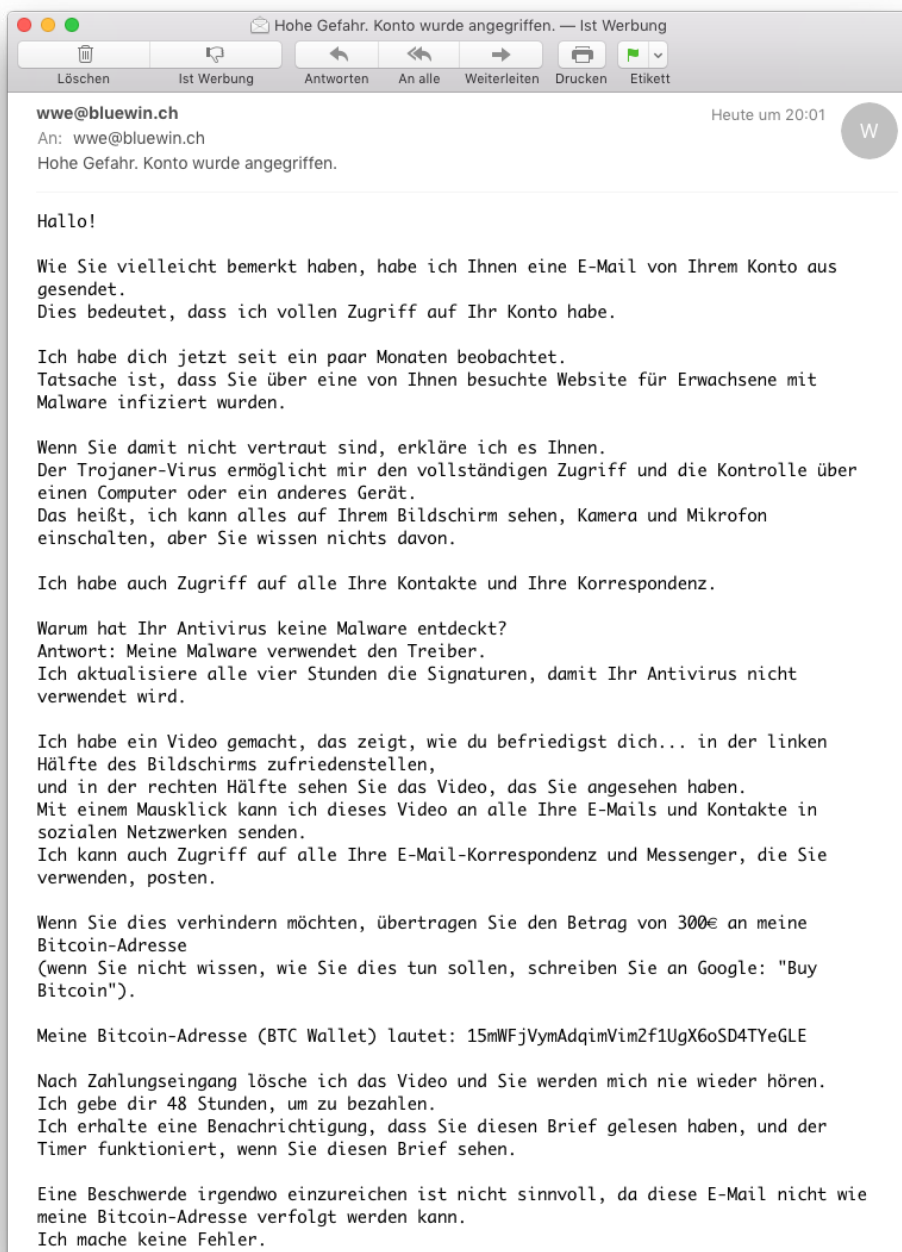 Hohe Gefahr. Konto wurde angegriffen. — Ist Werbung
Löschen Ist Werbung Antworten An alle Weiterleiten Drucken Etikett
wwe@bluewin.ch Heute um 20:01
W
An: wwe@bluewin.ch
Hohe Gefahr. Konto wurde angegriffen.
Hallo!
Wie Sie vielleicht bemerkt haben, habe ich Ihnen eine E-Mail von Ihrem Konto aus
gesendet.
Dies bedeutet, dass ich vollen Zugriff auf Ihr Konto habe.
Ich habe dich jetzt seit ein paar Monaten beobachtet.
Tatsache ist, dass Sie über eine von Ihnen besuchte Website für Erwachsene mit
Malware infiziert wurden.
Wenn Sie damit nicht vertraut sind, erkläre ich es Ihnen.
Der Trojaner-Virus ermöglicht mir den vollständigen Zugriff und die Kontrolle über
einen Computer oder ein anderes Gerät.
Das heißt, ich kann alles auf Ihrem Bildschirm sehen, Kamera und Mikrofon
einschalten, aber Sie wissen nichts davon.
Ich habe auch Zugriff auf alle Ihre Kontakte und Ihre Korrespondenz.
Warum hat Ihr Antivirus keine Malware entdeckt?
Antwort: Meine Malware verwendet den Treiber.
Ich aktualisiere alle vier Stunden die Signaturen, damit Ihr Antivirus nicht
verwendet wird.
Ich habe ein Video gemacht, das zeigt, wie du befriedigst dich... in der linken
Hälfte des Bildschirms zufriedenstellen,
und in der rechten Hälfte sehen Sie das Video, das Sie angesehen haben.
Mit einem Mausklick kann ich dieses Video an alle Ihre E-Mails und Kontakte in
sozialen Netzwerken senden.
Ich kann auch Zugriff auf alle Ihre E-Mail-Korrespondenz und Messenger, die Sie
verwenden, posten.
Wenn Sie dies verhindern möchten, übertragen Sie den Betrag von 300€ an meine
Bitcoin-Adresse
(wenn Sie nicht wissen, wie Sie dies tun sollen, schreiben Sie an Google: "Buy
Bitcoin").
Meine Bitcoin-Adresse (BTC Wallet) lautet: 15mWFjVymAdqimVim2f1UgX6oSD4TYeGLE
Nach Zahlungseingang lösche ich das Video und Sie werden mich nie wieder hören.
Ich gebe dir 48 Stunden, um zu bezahlen.
Ich erhalte eine Benachrichtigung, dass Sie diesen Brief gelesen haben, und der
Timer funktioniert, wenn Sie diesen Brief sehen.
Eine Beschwerde irgendwo einzureichen ist nicht sinnvoll, da diese E-Mail nicht wie
meine Bitcoin-Adresse verfolgt werden kann.
Ich mache keine Fehler.